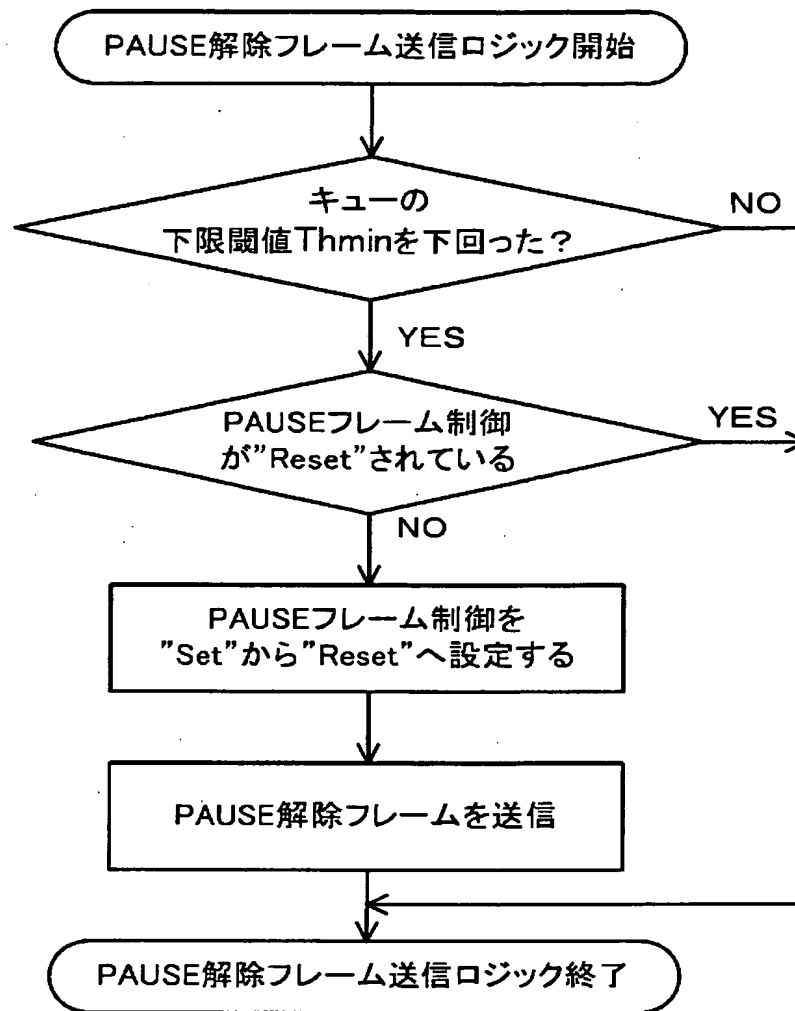 PAUSE解除フレーム送信ロジック開始
キューの
下限閾値Thminを下回った？
NO
YES
PAUSEフレーム制御
が”Reset”されている
YES
NO
PAUSEフレーム制御を
”Set”から”Reset”へ設定する
PAUSE解除フレームを送信
PAUSE解除フレーム送信ロジック終了